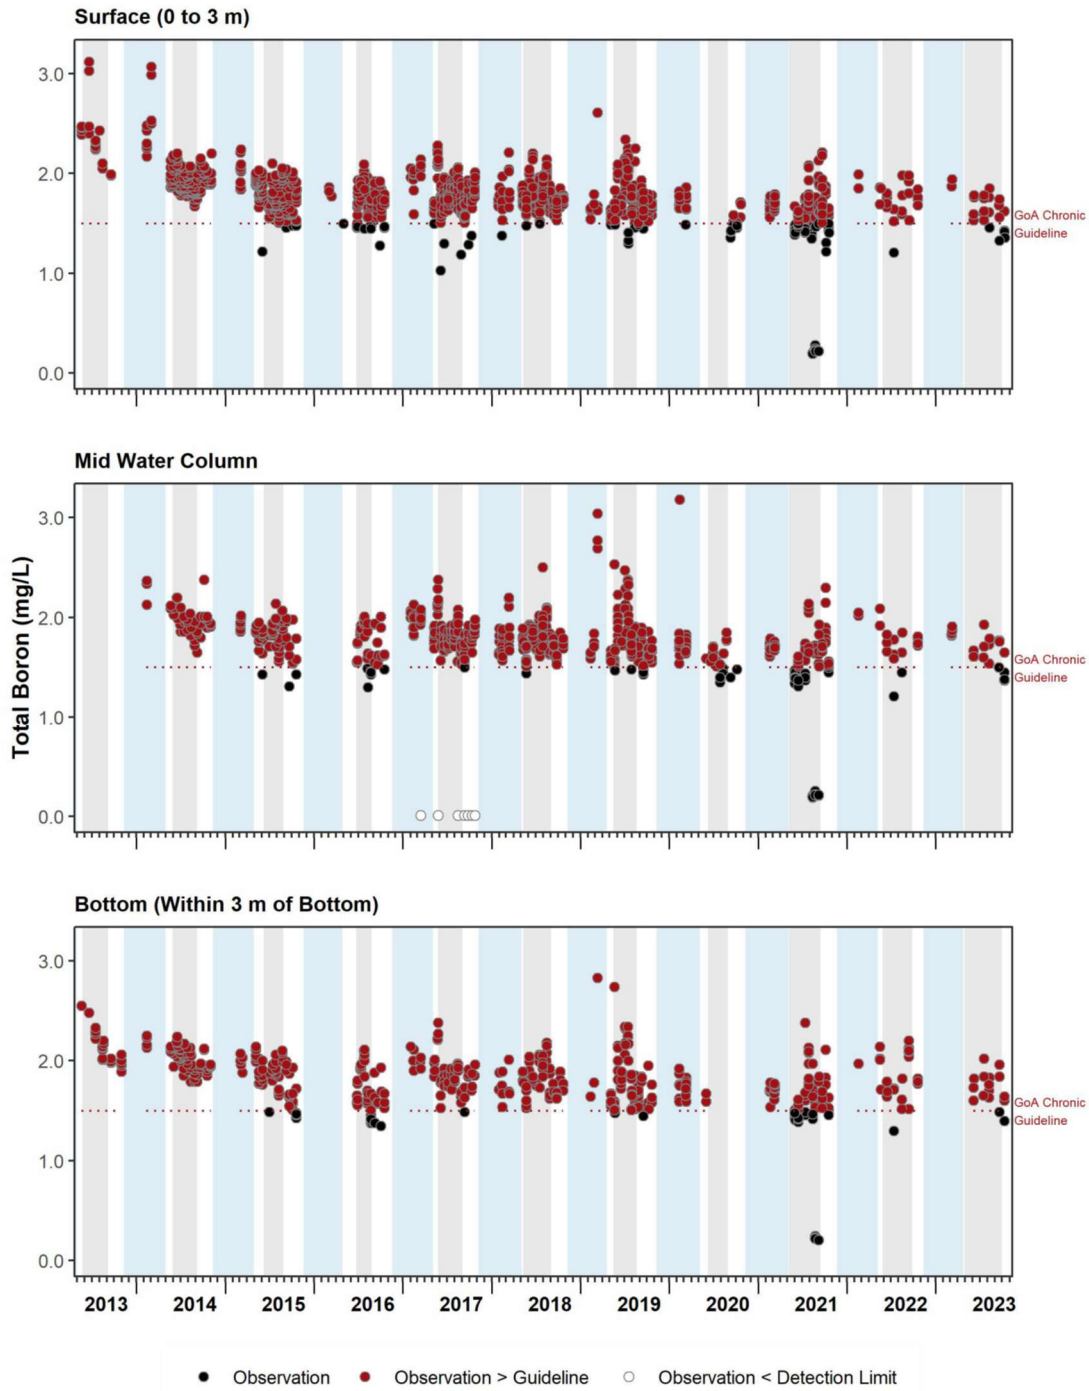 Surface (0 to 3 m)
3.0
2.0
1.0
0.0
GoA Chronic
Guideline
Mid Water Column
3.0
2.0
1.0
0.0
GoA Chronic
Guideline
Total Boron (mg/L)
Bottom (Within 3 m of Bottom)
3.0
2.0
1.0
0.0
GoA Chronic
Guideline
2013 2014 2015 2016 2017 2018 2019 2020 2021 2022 2023
Observation Observation > Guideline Observation < Detection Limit